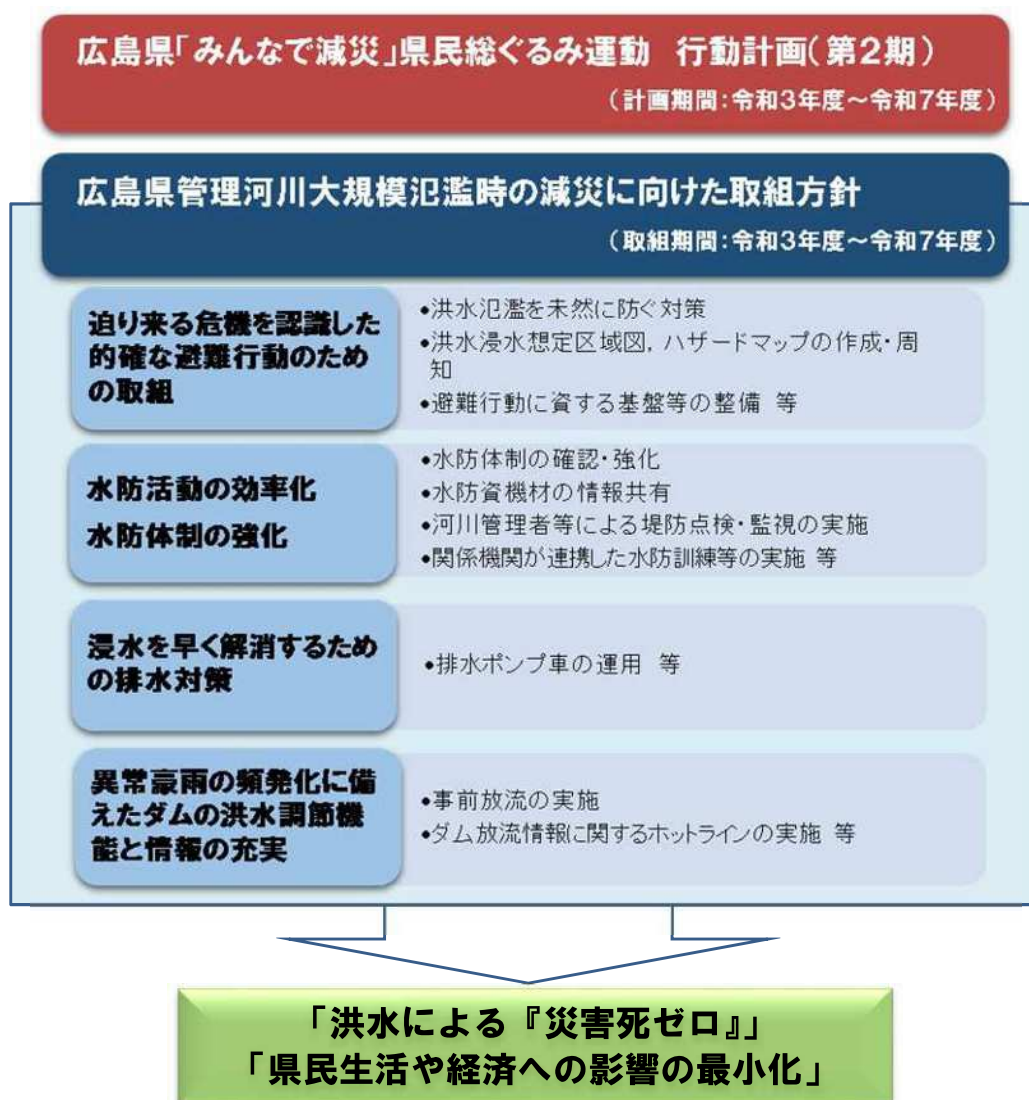 広島県「みんなで減災」県民総ぐるみ運動　行動計画(第２期)
(計画期間:令和３年度～令和７年度)
広島県管理河川大規模氾濫時の減災に向けた取組方針
(取組期間:令和３年度～令和７年度)
迫り来る危機を認識した
的確な避難行動のため
の取組
•洪水氾濫を未然に防ぐ対策
•洪水浸水想定区域図，ハザードマップの作成・周
知
•避難行動に資する基盤等の整備　等
水防活動の効率化
水防体制の強化
•水防体制の確認・強化
•水防資機材の情報共有
•河川管理者等による堤防点検・監視の実施
•関係機関が連携した水防訓練等の実施　等
浸水を早く解消するため
の排水対策
•排水ポンプ車の運用　等
異常豪雨の頻発化に備
えたダムの洪水調節機
能と情報の充実
•事前放流の実施
•ダム放流情報に関するホットラインの実施　等
「洪水による『災害死ゼロ』」
「県民生活や経済への影響の最小化」